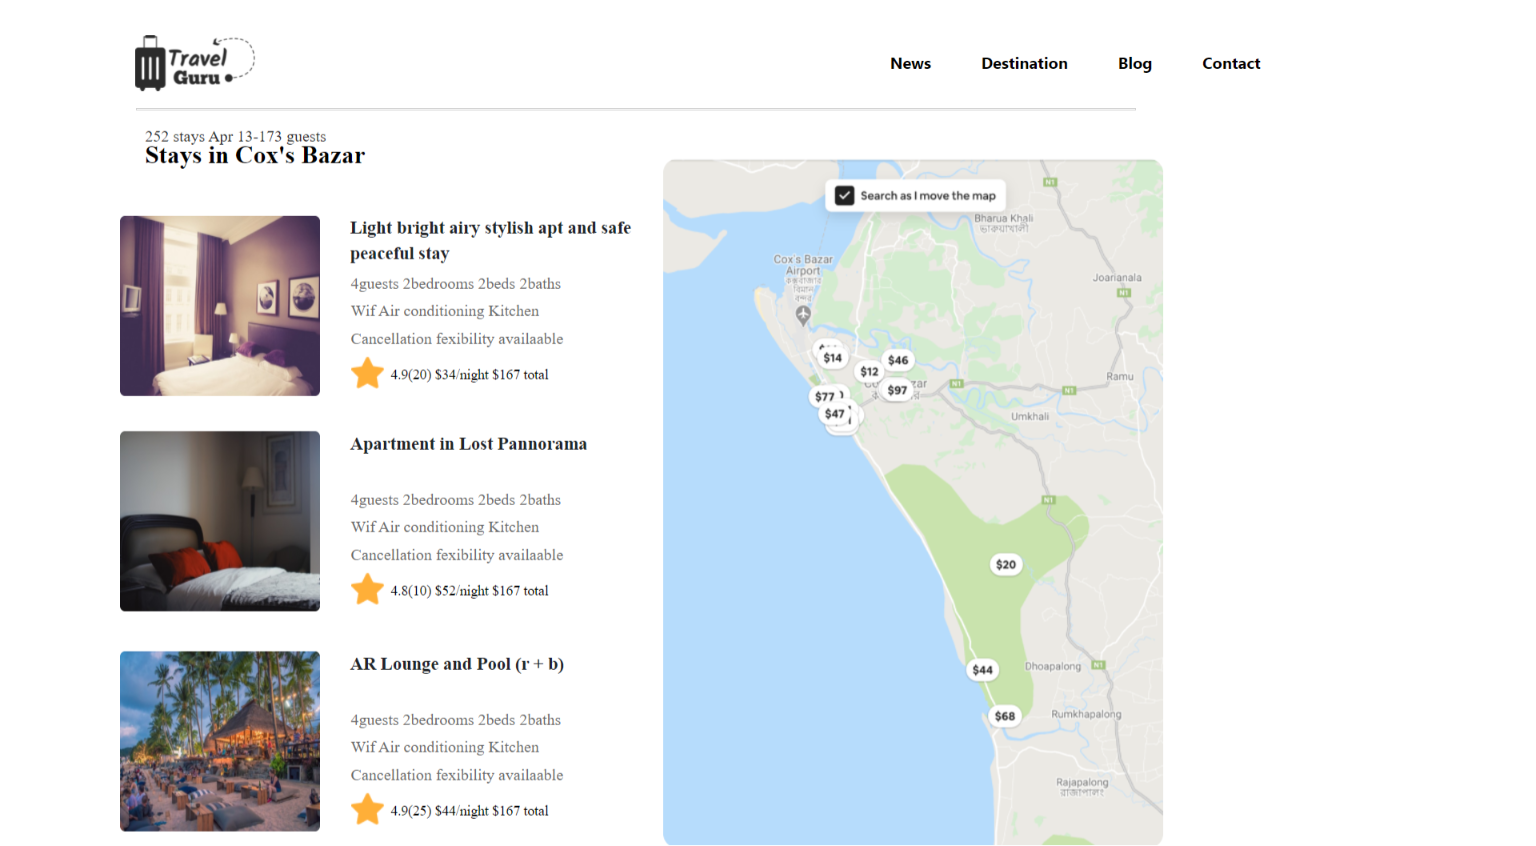 Travel
Guru
News
Destination
Blog
Contact
252 stays Apr 13-173 guests
Stays in Cox's Bazar
Light bright airy stylish apt and safe
peaceful stay
4guests 2bedrooms 2beds 2baths
Wif Air conditioning Kitchen
Cancellation fexibility availaable
4.9(20) $34/night $167 total
Apartment in Lost Pannorama
4guests 2bedrooms 2beds 2baths
Wif Air conditioning Kitchen
Cancellation fexibility availaable
4.8(10) $52/night $167 total
AR Lounge and Pool (r + b)
4guests 2bedrooms 2beds 2baths
Wif Air conditioning Kitchen
Cancellation fexibility availaable
4.9(25) $44/night $167 total
Search as I move the map
N1
Bharua Khali
Cox's Bazar
Airport
Joarianala
N1
$14
$46
$12
$97
Ramu
N1
N1
$77
$47
Umkhali
N1
$20
$44
Dhoapalong
N1
$68
Rumkhapalong
Rajapalong